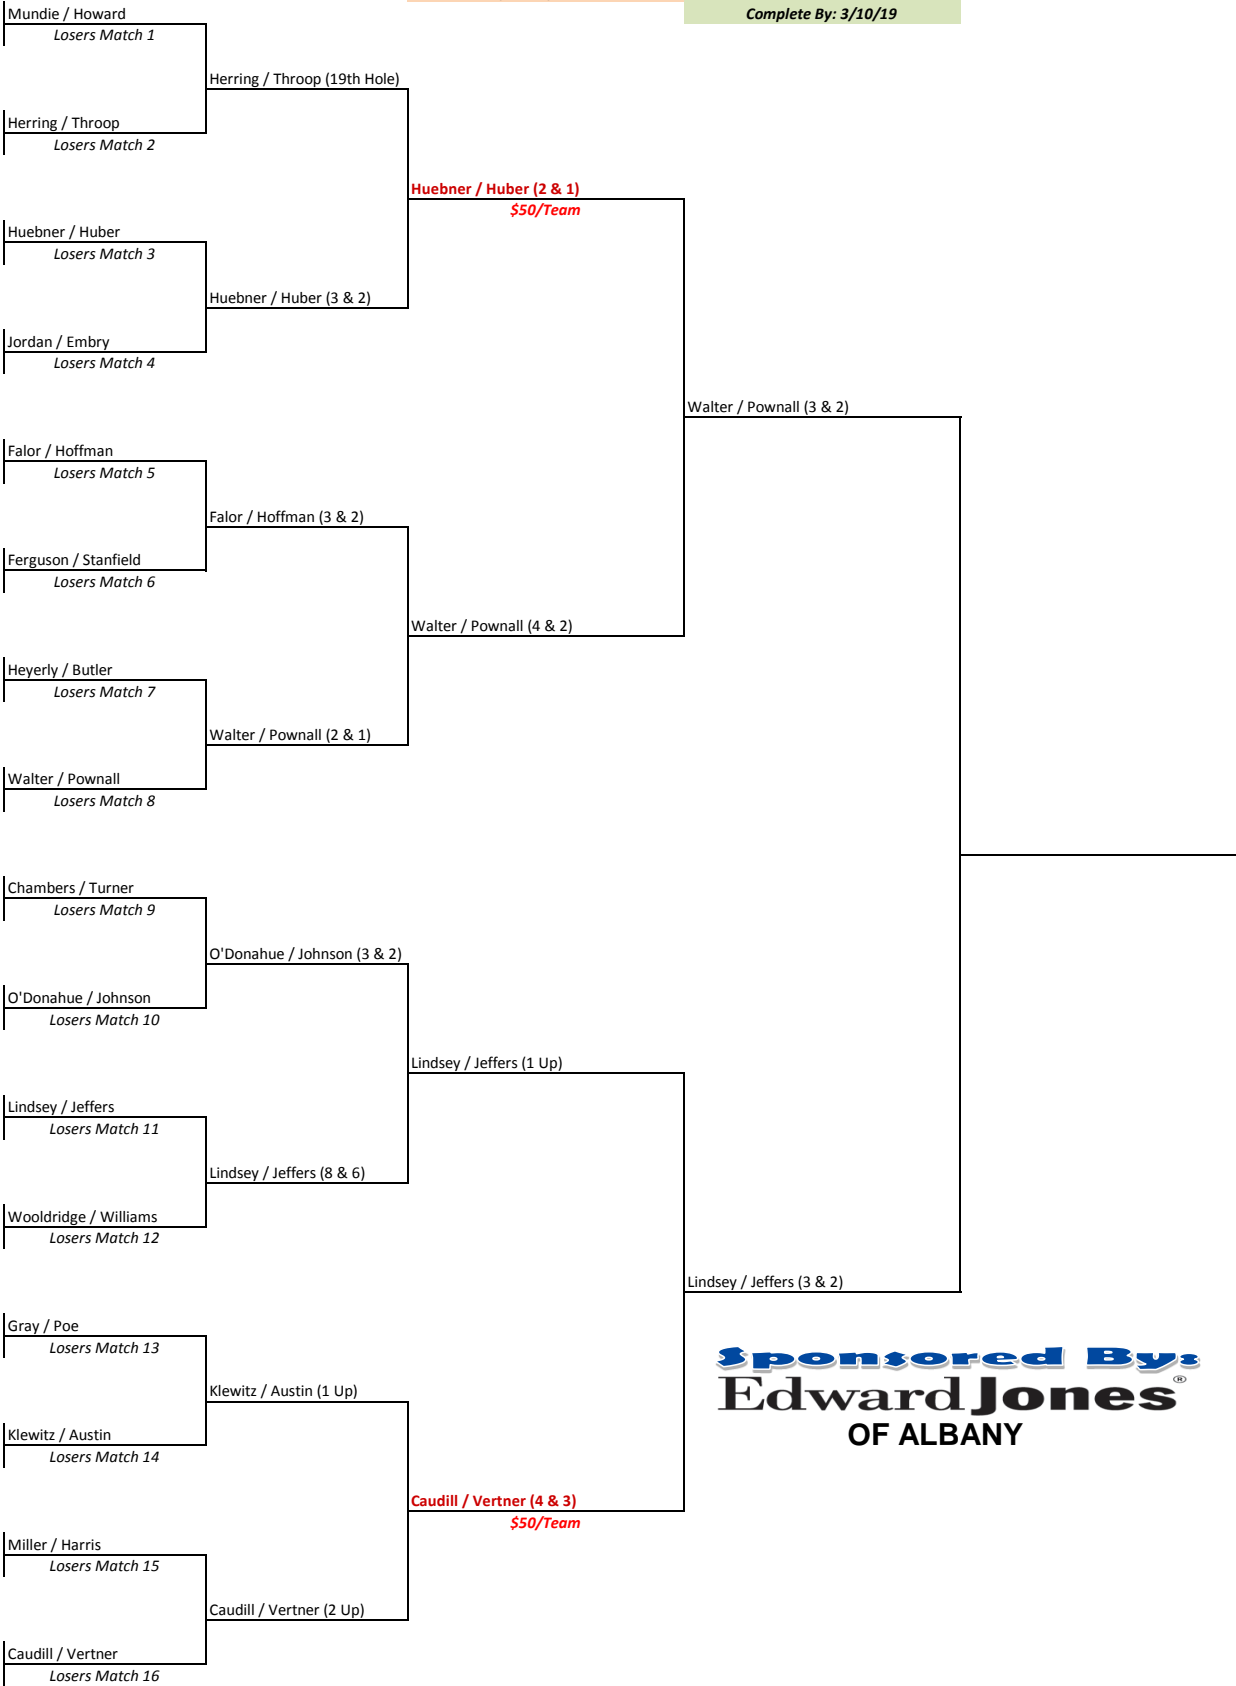 Complete By: 3/10/19
Mundie / Howard
Losers Match 1
Herring / Throop (19th Hole)
Herring / Throop
Losers Match 2
Huebner / Huber (2 & 1)
$50/Team
Huebner / Huber
Losers Match 3
Huebner / Huber (3 & 2)
Jordan / Embry
Losers Match 4
Walter / Pownall (3 & 2)
Falor / Hoffman
Losers Match 5
Falor / Hoffman (3 & 2)
Ferguson / Stanfield
Losers Match 6
Walter / Pownall (4 & 2)
Heyerly / Butler
Losers Match 7
Walter / Pownall (2 & 1)
Walter / Pownall
Losers Match 8
Chambers / Turner
Losers Match 9
O'Donahue / Johnson (3 & 2)
O'Donahue / Johnson
Losers Match 10
Lindsey / Jeffers (1 Up)
Lindsey / Jeffers
Losers Match 11
Lindsey / Jeffers (8 & 6)
Wooldridge / Williams
Losers Match 12
Lindsey / Jeffers (3 & 2)
Gray / Poe
Losers Match 13
Sponsored By:
Edward Jones®
OF ALBANY
Klewitz / Austin (1 Up)
Klewitz / Austin
Losers Match 14
Caudill / Vertner (4 & 3)
$50/Team
Miller / Harris
Losers Match 15
Caudill / Vertner (2 Up)
Caudill / Vertner
Losers Match 16